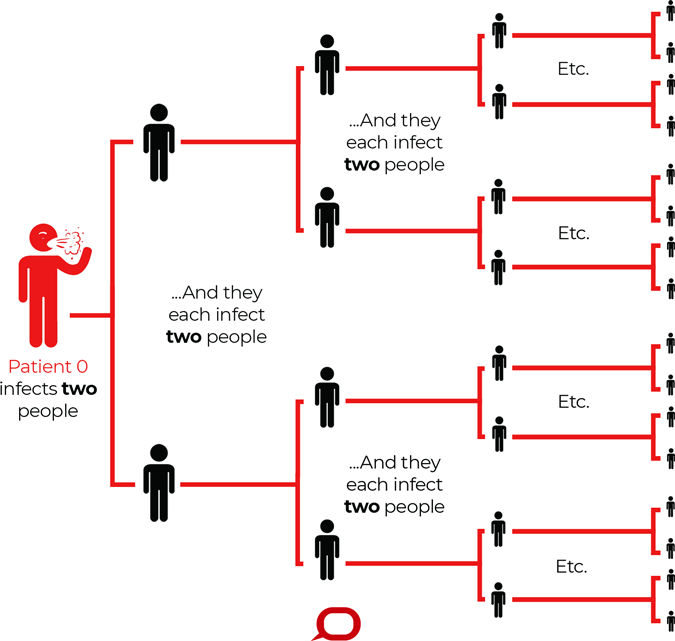 Patient 0
infects two
people
...And they
each infect
two people
...And they
each infect
two people
...And they
each infect
two people
Etc.
Etc.
Etc.
Etc.